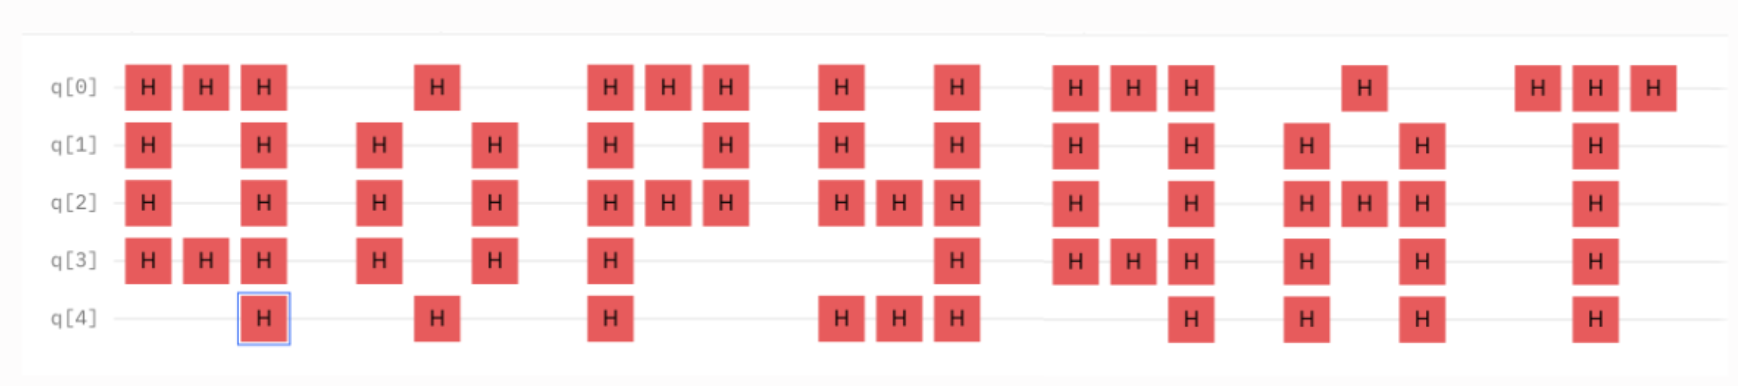 q[0] H H H H H H H H H H H H H H H H
q[1] H H H H H H H H H H H H H
q[2] H H H H H H H H H H H H H H H H
q[3] H H H H H H H H H H H H H
q[4] H H H H H H H H H H